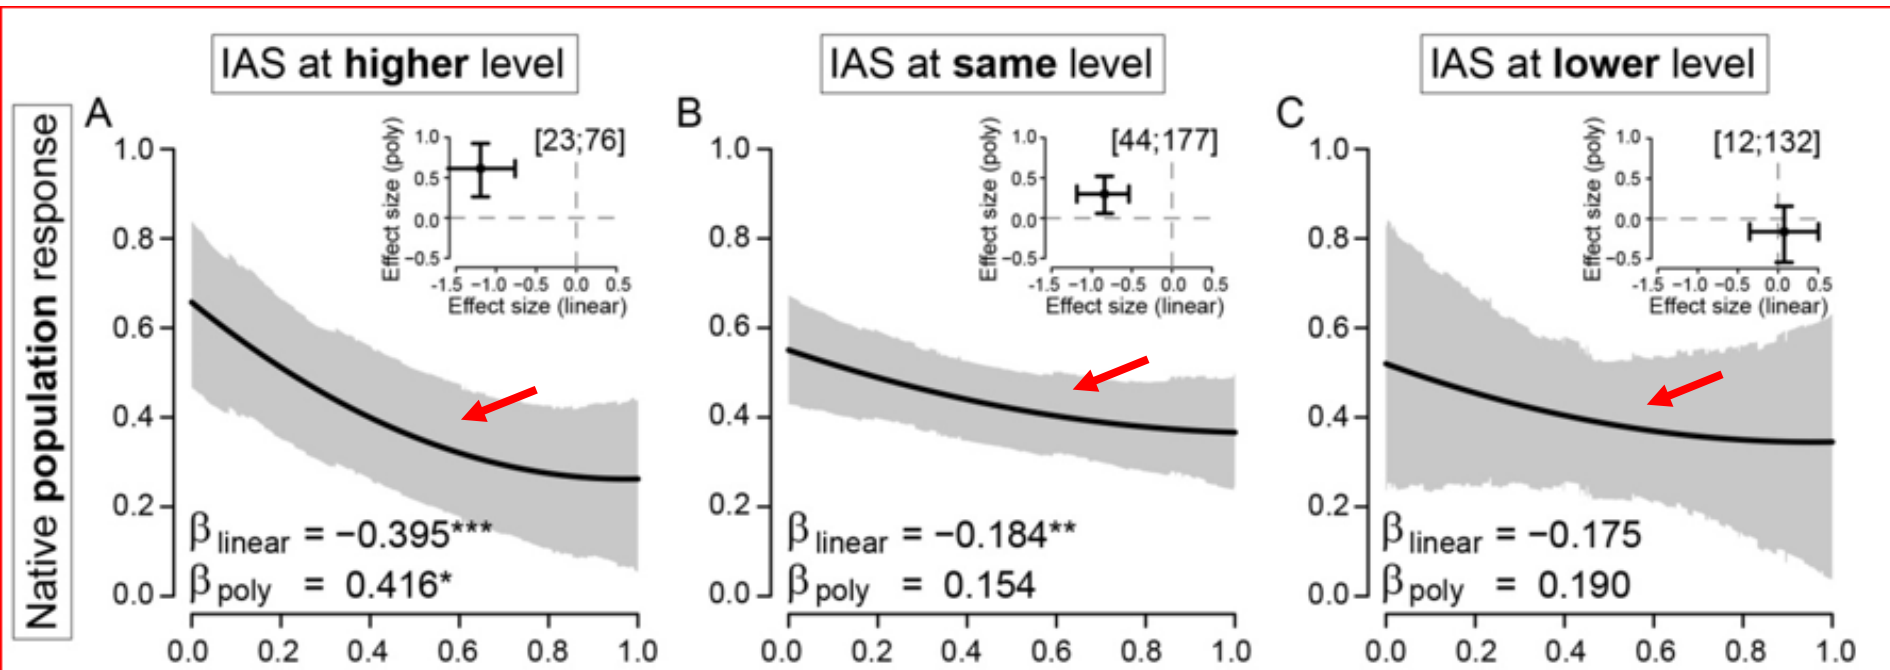 IAS at higher level
IAS at same level
IAS at lower level
Native population response
A
1.0
0.8
0.6
0.4
0.2
0.0
0.0 0.2 0.4 0.6 0.8 1.0
Effect size (poly)
1.0
0.5
0.0
−0.5
[23;76]
-1.5 -1.0 −0.5 0.0 0.5
Effect size (linear)
β linear = −0.395***
β poly = 0.416*
B
1.0
0.8
0.6
0.4
0.2
0.0
0.0 0.2 0.4 0.6 0.8 1.0
Effect size (poly)
1.0
0.5
0.0
−0.5
[44;177]
-1.5 -1.0 −0.5 0.0 0.5
Effect size (linear)
β linear = −0.184**
β poly = 0.154
C
1.0
0.8
0.6
0.4
0.2
0.0
0.0 0.2 0.4 0.6 0.8 1.0
Effect size (poly)
1.0
0.5
0.0
−0.5
[12;132]
-1.5 -1.0 −0.5 0.0 0.5
Effect size (linear)
β linear = −0.175
β poly = 0.190